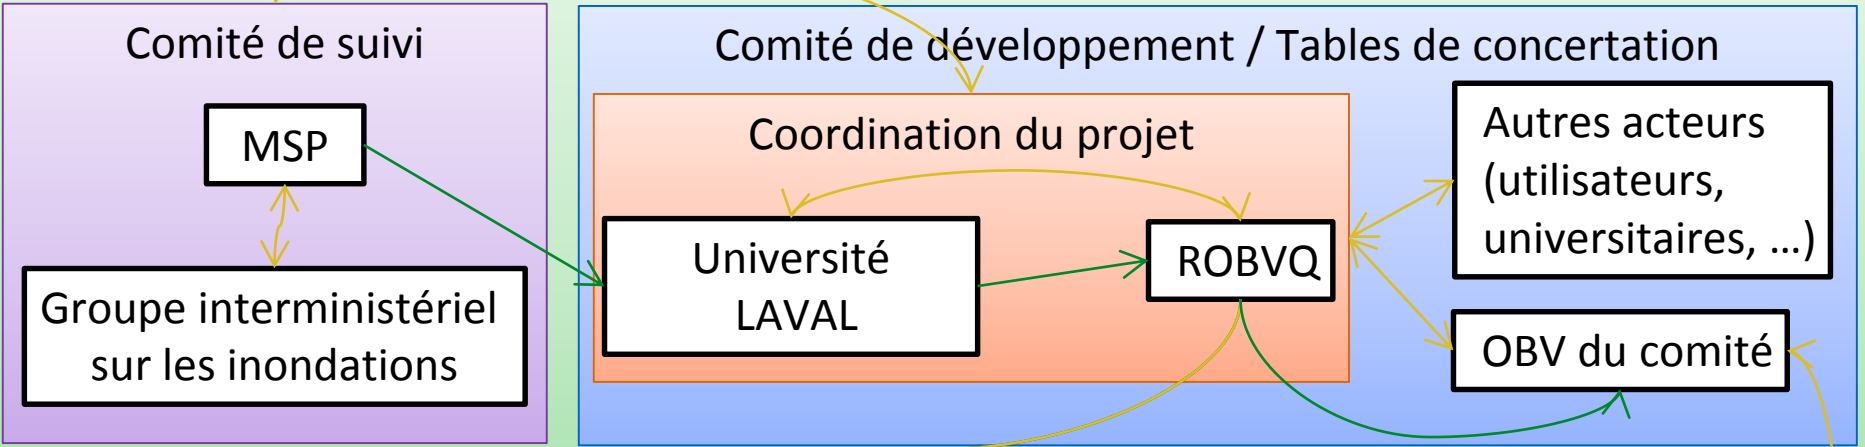 Comité de suivi
MSP
Groupe interministériel
sur les inondations
Comité de développement / Tables de concertation
Coordination du projet
Université
LAVAL
ROBVQ
Autres acteurs
(utilisateurs,
universitaires, …)
OBV du comité